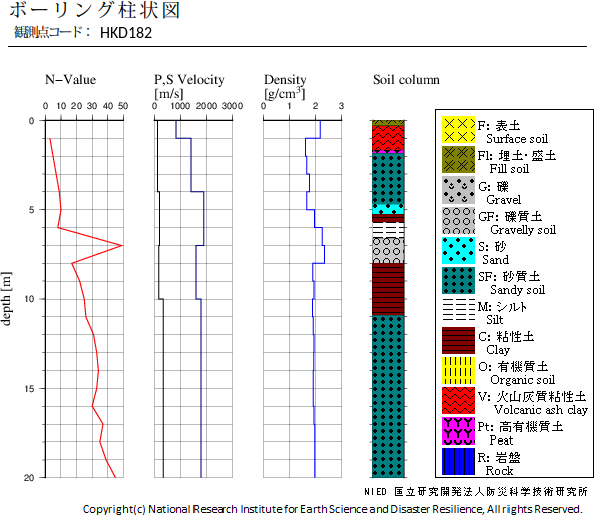 ボーリング柱状図
観測点コード： HKD182
N-Value
P,S Velocity
[m/s]
Density
[g/cm3]
Soil column
0 10 20 30 40 50
0 1000 2000 3000
0 1 2 3
0
5
10
15
20
depth [m]
F: 表土
Surface soil
Fl: 埋土・盛土
Fill soil
G: 礫
Gravel
GF: 礫質土
Gravelly soil
S: 砂
Sand
SF: 砂質土
Sandy soil
M: シルト
Silt
C: 粘性土
Clay
O: 有機質土
Organic soil
V: 火山灰質粘性土
Volcanic ash clay
Pt: 高有機質土
Peat
R: 岩盤
Rock
NIED 国立研究開発法人防災科学技術研究所
Copyright(c) National Research Institute for Earth Science and Disaster Resilience, All rights Reserved.